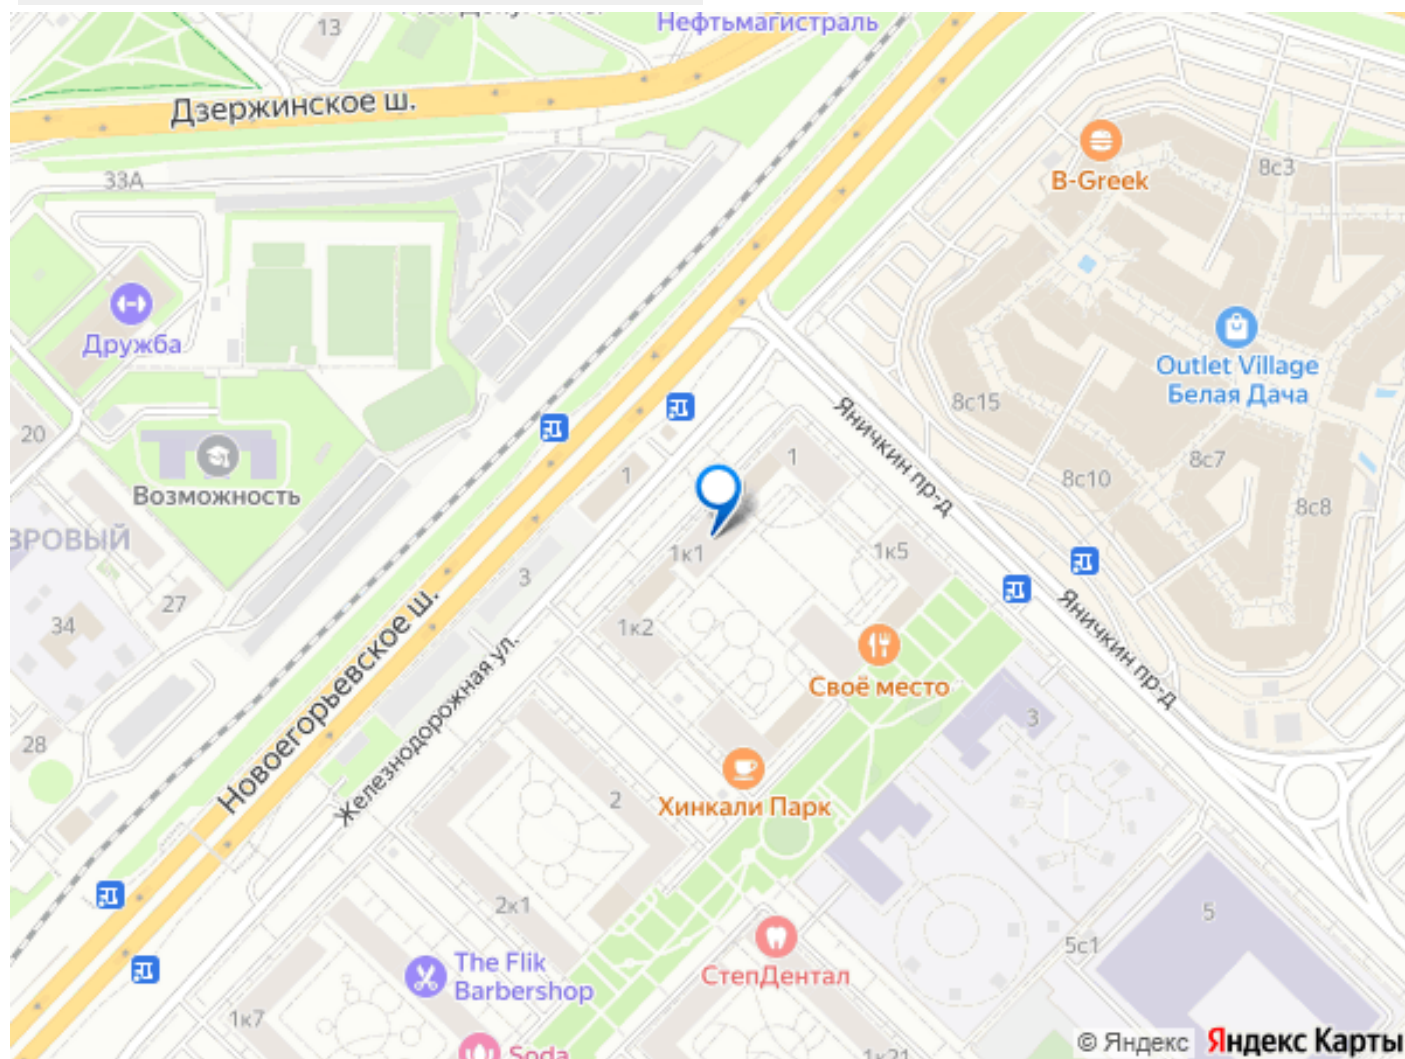 13
Нефтьмагистраль
Дзержинское ш.
33А
B-Greek
8с3
Дружба
Outlet Village
Белая Дача
8с15
Яничкин пр-д
20
1
1
8с7
8с10
8с8
Возможность
1к1
1к5
3
27
34
1к2
Новоегорьевское ш.
Железнодорожная ул.
Яничкин пр-д
Своё место
3
28
Хинкали Парк
2
2к1
5
5с1
The Flik
Barbershop
СтепДентал
1к7
Soda
1к21
© Яндекс Яндекс Карты